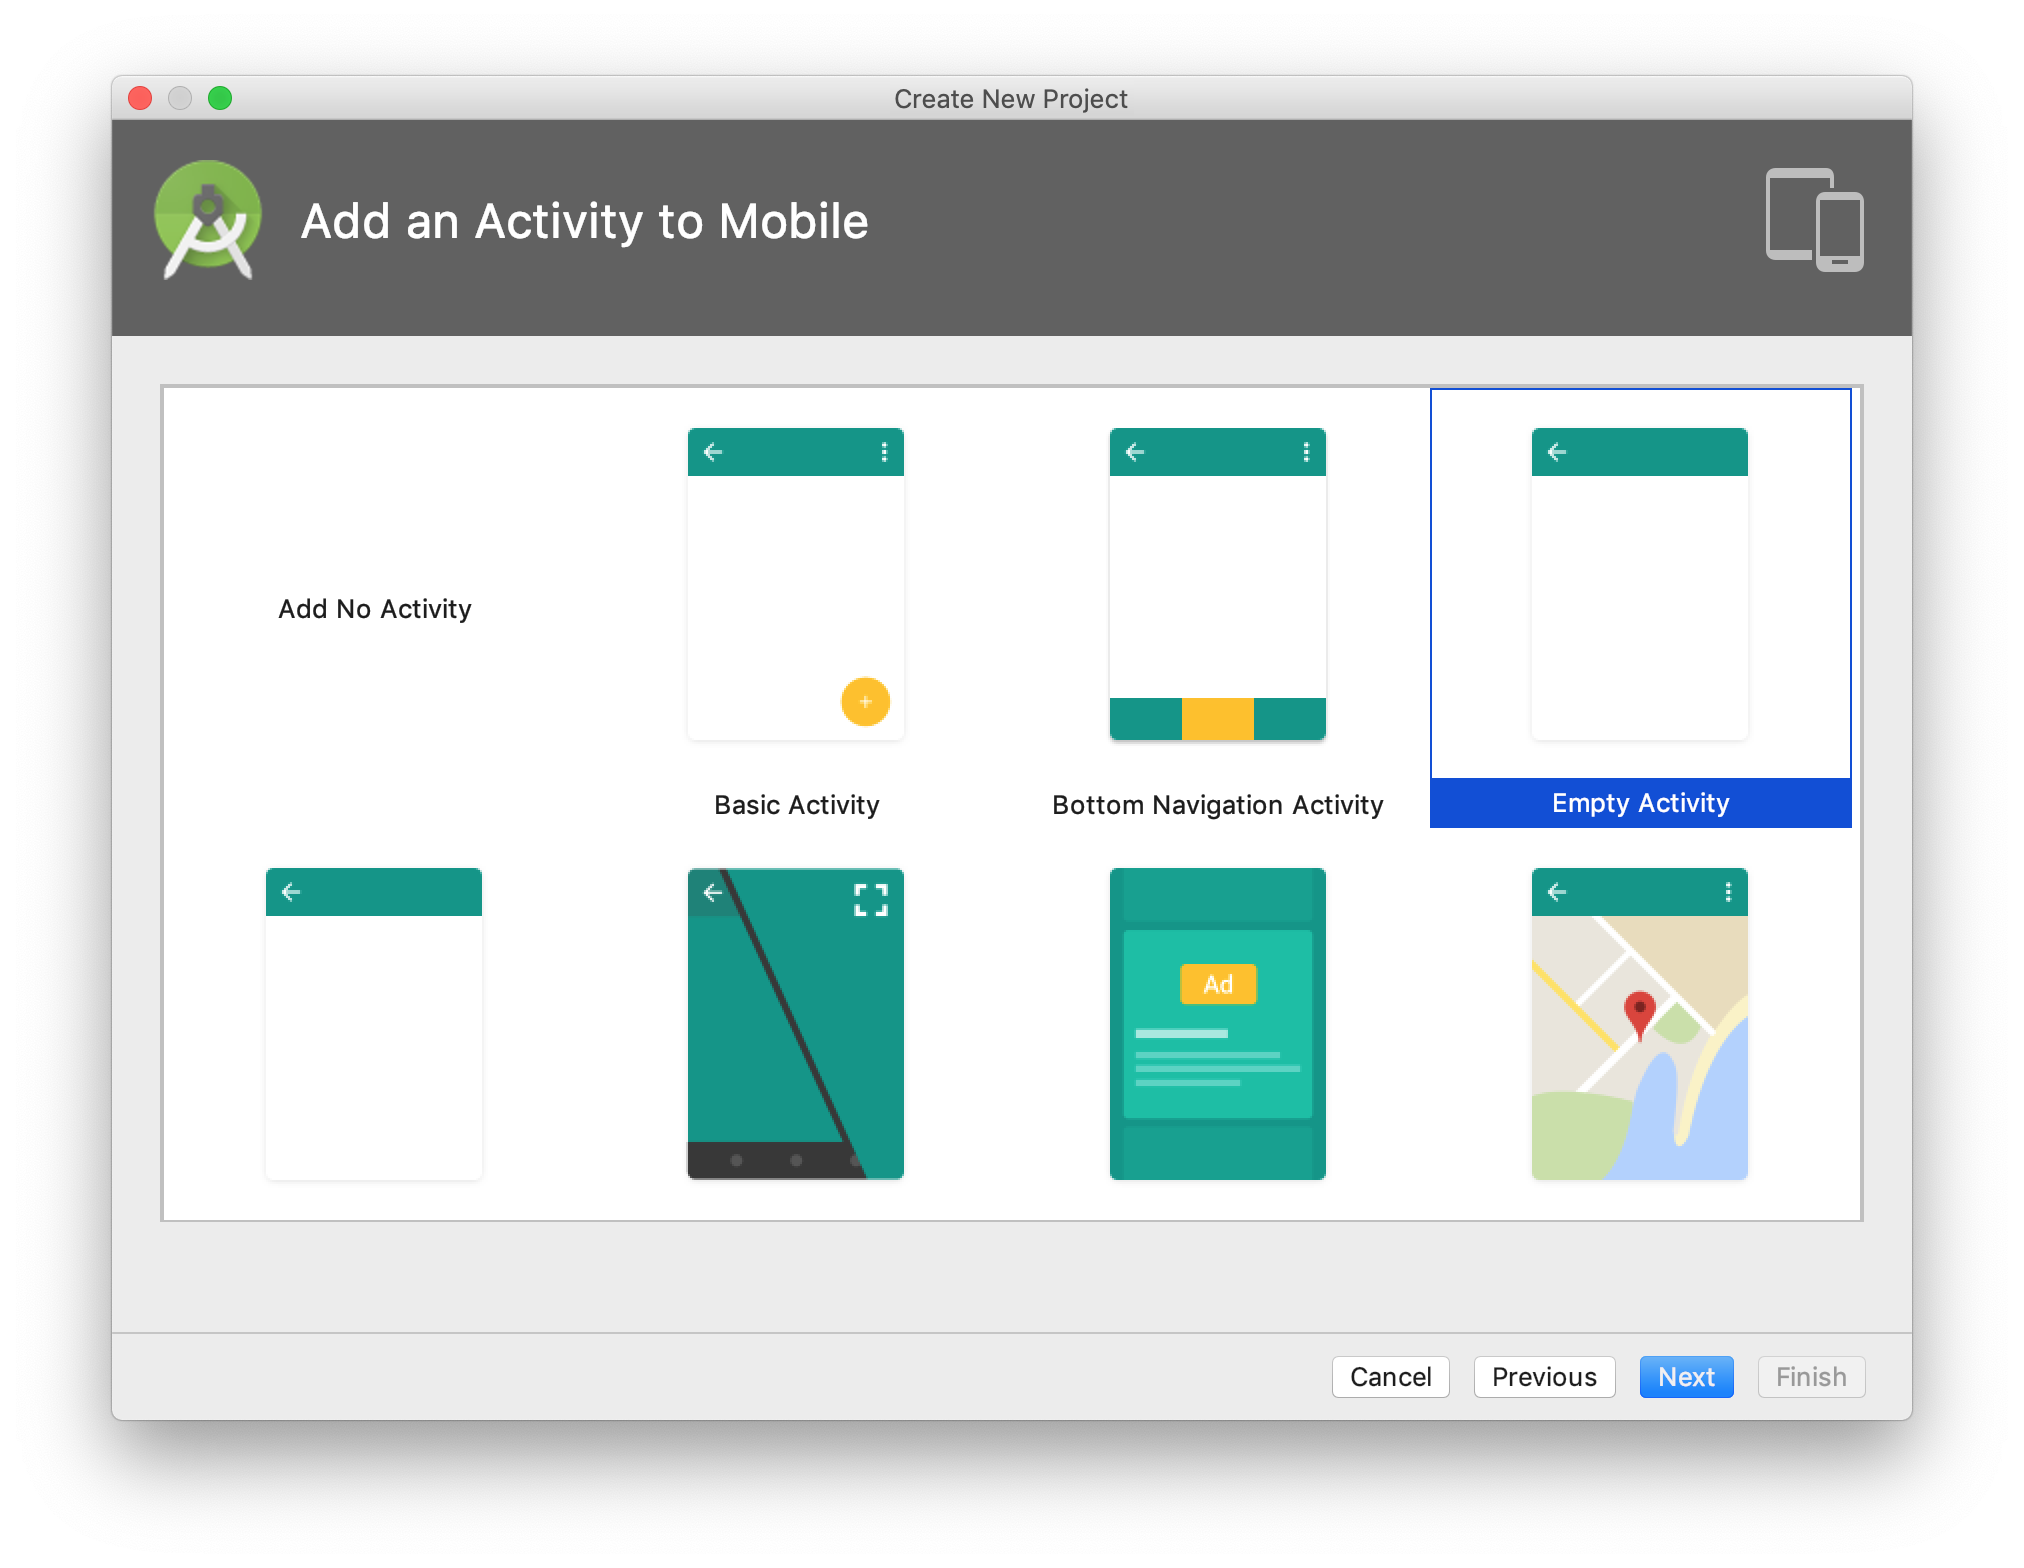 Create New Project
Add an Activity to Mobile
Add No Activity
Basic Activity
Bottom Navigation Activity
Empty Activity
Ad
Cancel
Previous
Next
Finish